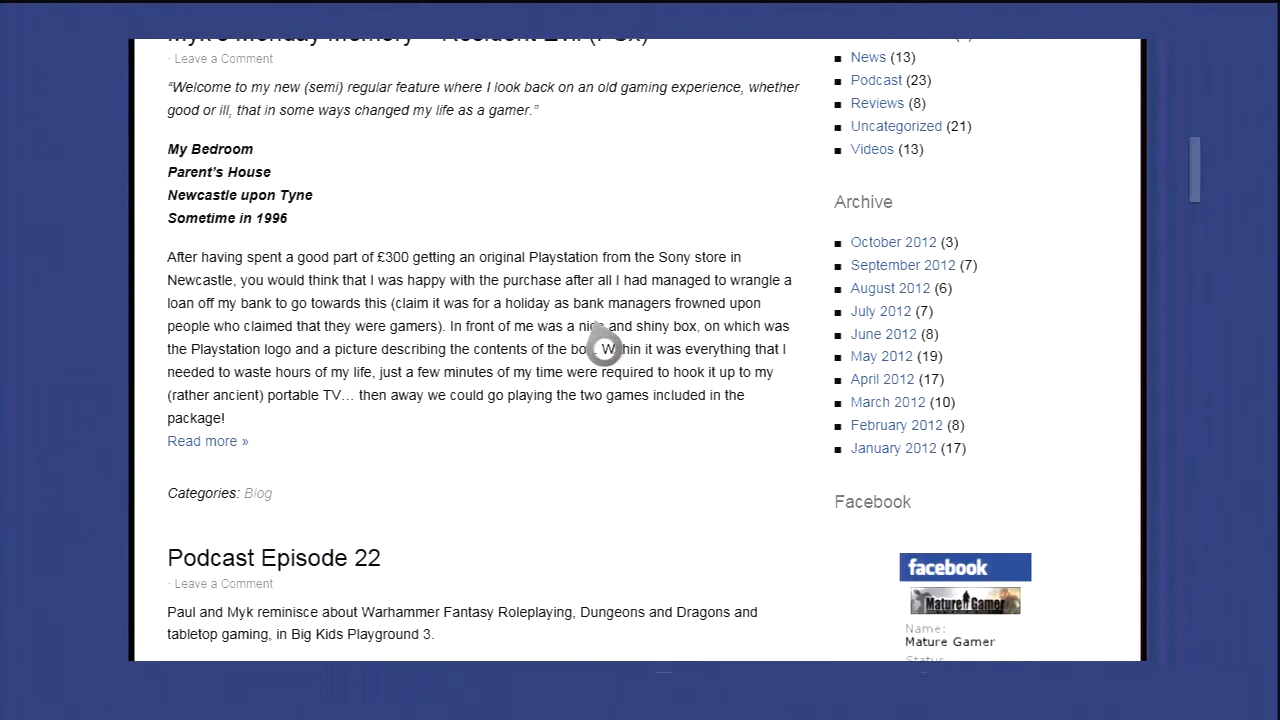 Myk's Monday Memory – Resident Evil (PSX)
· Leave a Comment
“Welcome to my new (semi) regular feature where I look back on an old gaming experience, whether
good or ill, that in some ways changed my life as a gamer.”
My Bedroom
Parent’s House
Newcastle upon Tyne
Sometime in 1996
After having spent a good part of £300 getting an original Playstation from the Sony store in
Newcastle, you would think that I was happy with the purchase after all I had managed to wrangle a
loan off my bank to go towards this (claim it was for a holiday as bank managers frowned upon
people who claimed that they were gamers). In front of me was a nice and shiny box, on which was
the Playstation logo and a picture describing the contents of the box. Within it was everything that I
needed to waste hours of my life, just a few minutes of my time were required to hook it up to my
(rather ancient) portable TV… then away we could go playing the two games included in the
package!
Read more »
Categories: Blog
Podcast Episode 22
· Leave a Comment
Paul and Myk reminisce about Warhammer Fantasy Roleplaying, Dungeons and Dragons and
tabletop gaming, in Big Kids Playground 3.
News (13)
Podcast (23)
Reviews (8)
Uncategorized (21)
Videos (13)
Archive
October 2012 (3)
September 2012 (7)
August 2012 (6)
July 2012 (7)
June 2012 (8)
May 2012 (19)
April 2012 (17)
March 2012 (10)
February 2012 (8)
January 2012 (17)
Facebook
facebook
Mature Gamer
Name:
Mature Gamer
Status